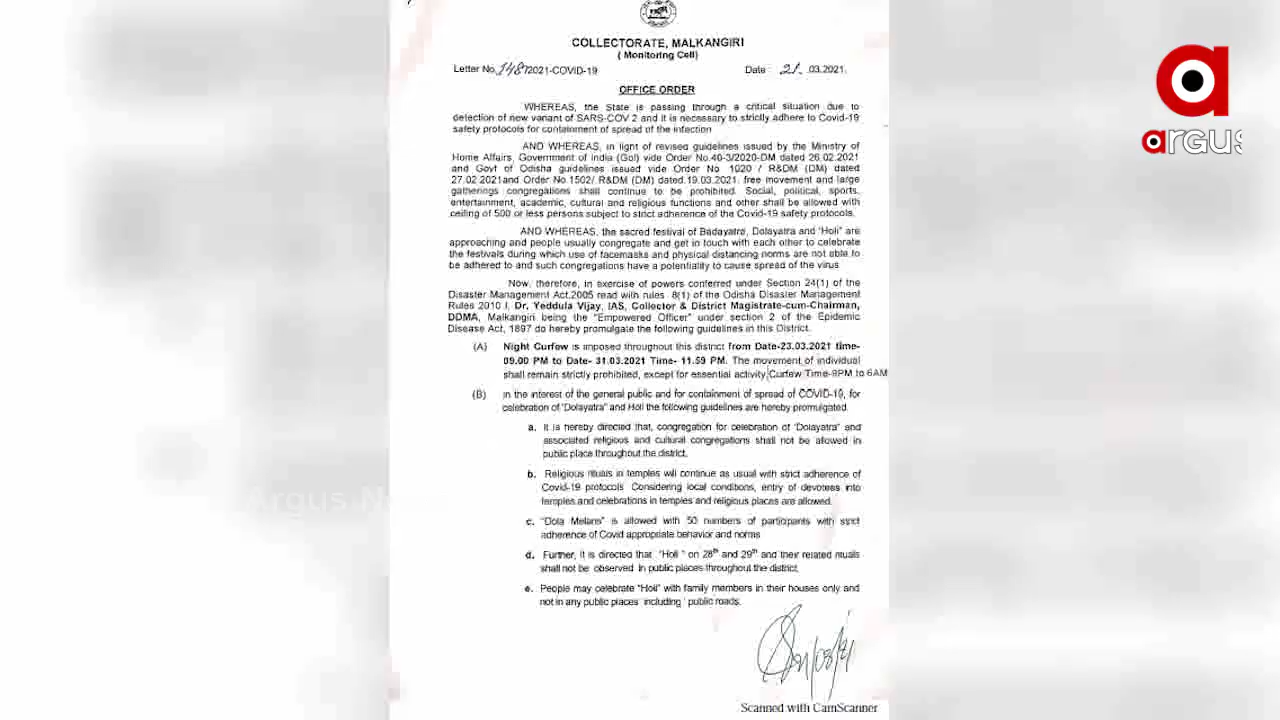 COLLECTORATE, MALKANGIRI
( Monitoring Cell)
Letter No. 148/2021-COVID-19 Date : 21 .03.2021.
OFFICE ORDER
WHEREAS, the State is passing through a critical situation due to
detection of new variant of SARS-COV 2 and it is necessary to strictly adhere to Covid-19
safety protocols for containment of spread of the infection
AND WHEREAS, in light of revised guidelines issued by the Ministry of
Home Affairs, Government of India (GoI) vide Order No.40-3/2020-DM dated 26.02.2021
and Govt of Odisha guidelines issued vide Order No 1020 / R&DM (DM) dated
27.02.2021and Order No.1502/ R&DM (DM) dated.19.03.2021. free movement and large
gatherings congregations shall continue to be prohibited. Social, political, sports,
entertainment, academic, cultural and religious functions and other shall be allowed with
ceiling of 500 or less persons subject to strict adherence of the Covid-19 safety protocols.
AND WHEREAS, the sacred festival of Badayatra, Dolayatra and "Holi" are
approaching and people usually congregate and get in touch with each other to celebrate
the festivals during which use of facemasks and physical distancing norms are not able to
be adhered to and such congregations have a potentiality to cause spread of the virus
Now, therefore, in exercise of powers conferred under Section 24(1) of the
Disaster Management Act,2005 read with rules 8(1) of the Odisha Disaster Management
Rules 2010 I, Dr. Yeddula Vijay, IAS, Collector & District Magistrate-cum-Chairman,
DDMA, Malkangiri being the "Empowered Officer" under section 2 of the Epidemic
Disease Act, 1897 do hereby promulgate the following guidelines in this District.
(A) Night Curfew is imposed throughout this district from Date-23.03.2021 time-
09.00 PM to Date- 31.03.2021 Time- 11.59 PM. The movement of individual
shall remain strictly prohibited, except for essential activity,Curfew Time-9PM to 6AM
(B) In the interest of the general public and for containment of spread of COVID-19, for
celebration of "Dolayatra" and Holi the following guidelines are hereby promulgated.
a. It is hereby directed that, congregation for celebration of "Dolayatra" and
associated religious and cultural congregations shall not be allowed in
public place throughout the district.
b. Religious rituals in temples will continue as usual with strict adherence of
Covid-19 protocols Considering local conditions, entry of devotees into
temples and celebrations in temples and religious places are allowed.
c. "Dola Melans" is allowed with 50 numbers of participants with strict
adherence of Covid appropriate behavior and norms
d. Further, it is directed that "Holi " on 28th and 29th and their related rituals
shall not be observed in public places throughout the district.
e. People may celebrate "Holi" with family members in their houses only and
not in any public places including public roads.
Scanned with CamScanner
argus
Argus N